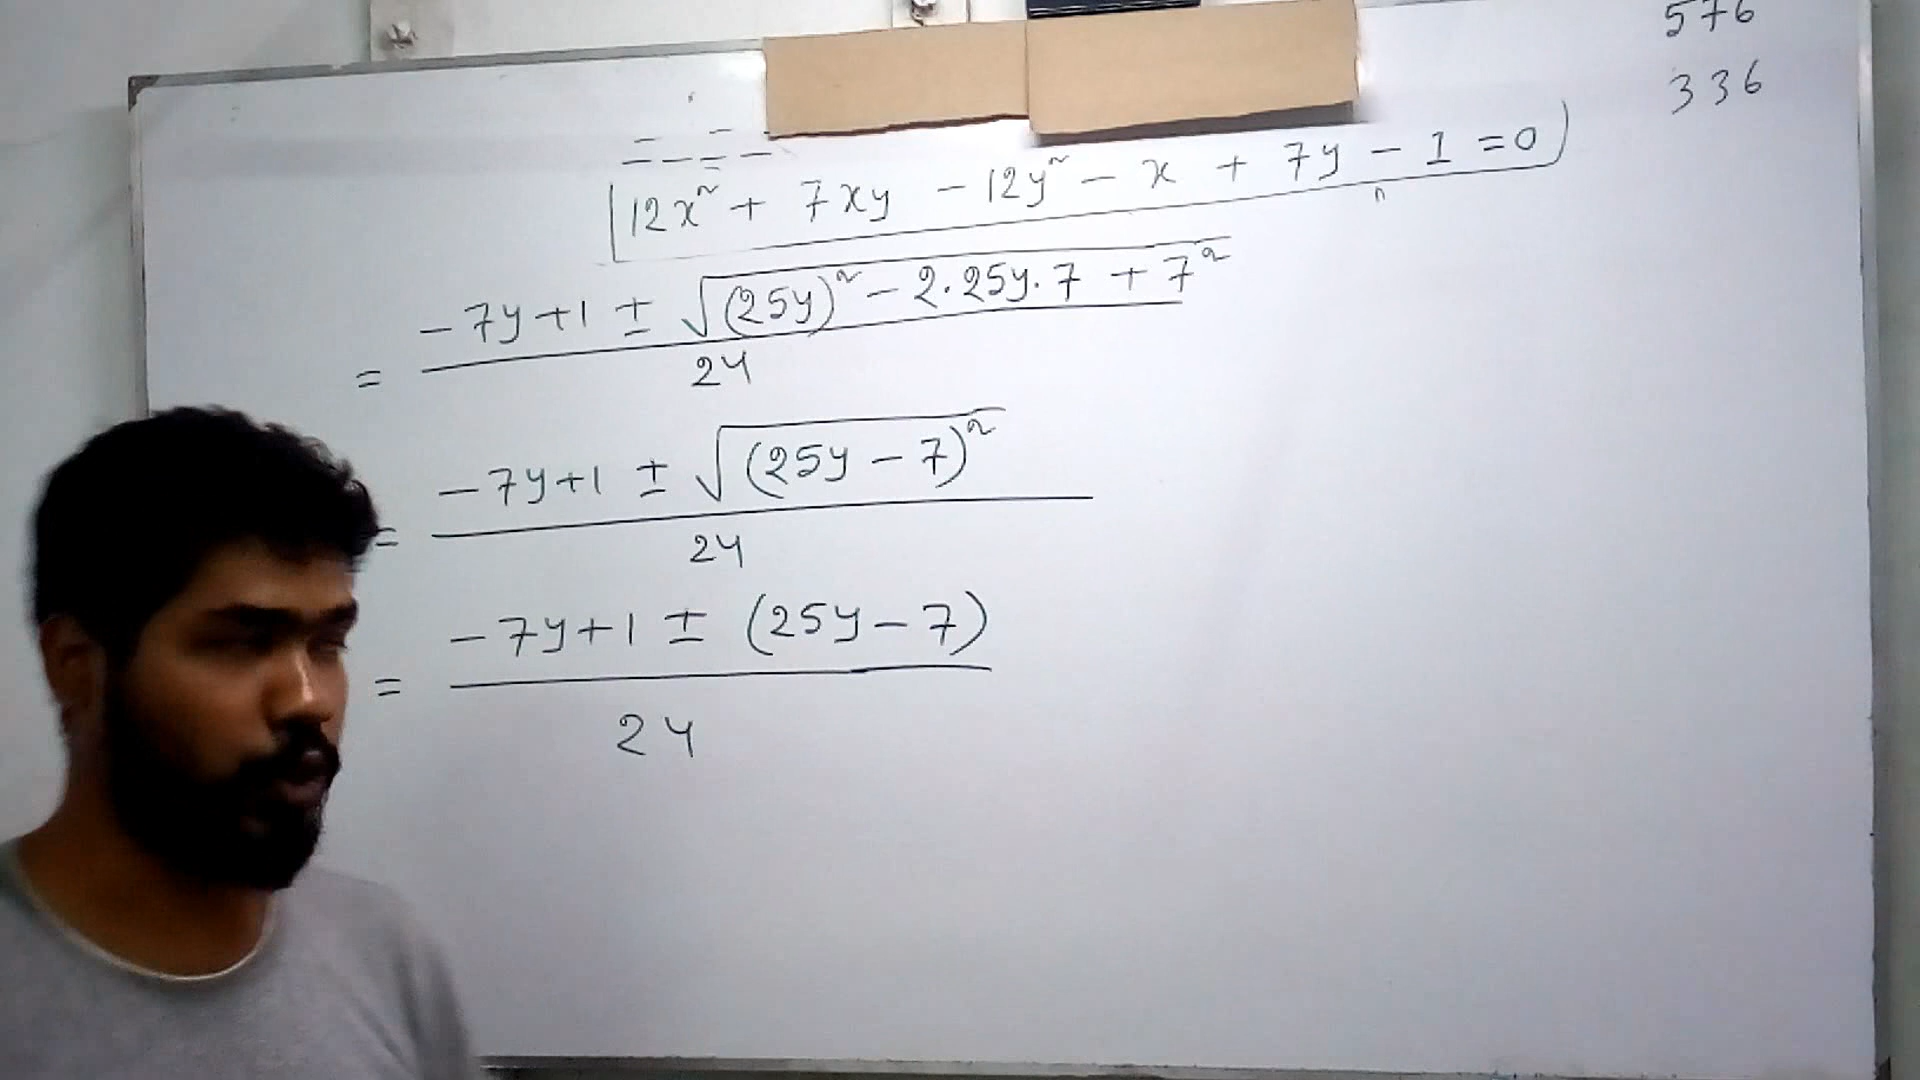 576
336
12x² + 7xy - 12y² - x + 7y - 1 = 0
= (-7y+1 ± √((25y)² - 2·25y·7 + 7²)) / 24
= (-7y+1 ± √((25y - 7)²)) / 24
= (-7y+1 ± (25y - 7)) / 24